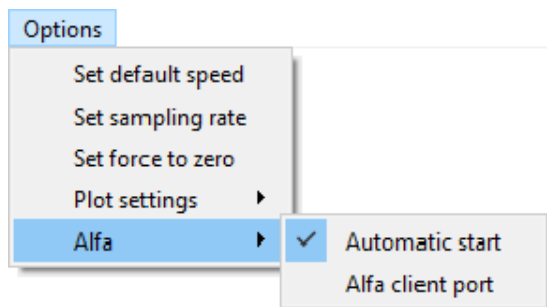 Options
Set default speed
Set sampling rate
Set force to zero
Plot settings
Alfa
Automatic start
Alfa client port